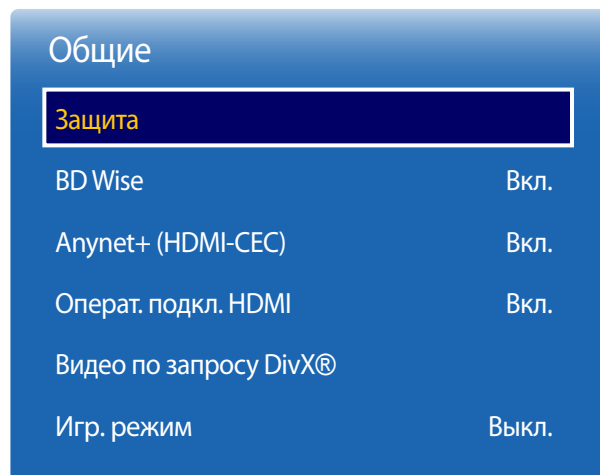 Общие
Защита
BD Wise Вкл.
Anynet+ (HDMI-CEC) Вкл.
Операт. подкл. HDMI Вкл.
Видео по запросу DivX®
Игр. режим Выкл.